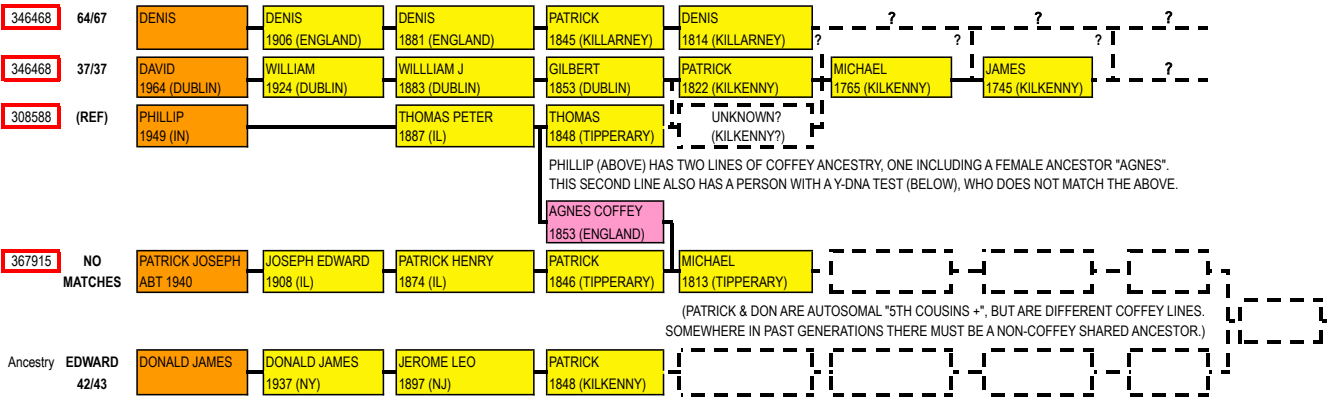 346468 64/67 DENIS DENIS DENIS PATRICK DENIS ? ? ?
1906 (ENGLAND) 1881 (ENGLAND) 1845 (KILLARNEY) 1814 (KILLARNEY) ? ? ?
346468 37/37 DAVID WILLIAM WILLLIAM J GILBERT PATRICK MICHAEL JAMES ?
1964 (DUBLIN) 1924 (DUBLIN) 1883 (DUBLIN) 1853 (DUBLIN) 1822 (KILKENNY) 1765 (KILKENNY) 1745 (KILKENNY)
308588 (REF) PHILLIP THOMAS PETER THOMAS UNKNOWN?
1949 (IN) 1887 (IL) 1848 (TIPPERARY) (KILKENNY?)
PHILLIP (ABOVE) HAS TWO LINES OF COFFEY ANCESTRY, ONE INCLUDING A FEMALE ANCESTOR "AGNES".
THIS SECOND LINE ALSO HAS A PERSON WITH A Y-DNA TEST (BELOW), WHO DOES NOT MATCH THE ABOVE.
AGNES COFFEY
1853 (ENGLAND)
367915 NO PATRICK JOSEPH JOSEPH EDWARD PATRICK HENRY PATRICK MICHAEL
MATCHES ABT 1940 1908 (IL) 1874 (IL) 1846 (TIPPERARY) 1813 (TIPPERARY)
(PATRICK & DON ARE AUTOSOMAL "5TH COUSINS +", BUT ARE DIFFERENT COFFEY LINES.
SOMEWHERE IN PAST GENERATIONS THERE MUST BE A NON-COFFEY SHARED ANCESTOR.)
Ancestry EDWARD DONALD JAMES DONALD JAMES JEROME LEO PATRICK
42/43 1937 (NY) 1897 (NJ) 1848 (KILKENNY)